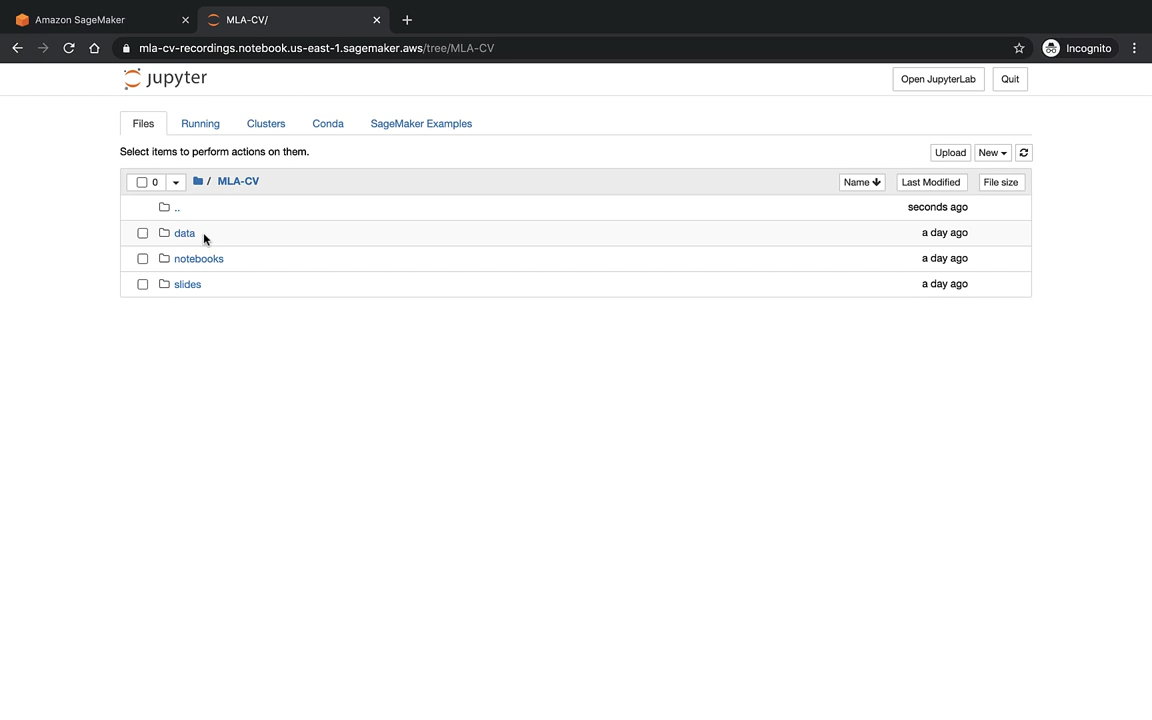 Amazon SageMaker
MLA-CV/
mla-cv-recordings.notebook.us-east-1.sagemaker.aws/tree/MLA-CV
Incognito
jupyter
Open JupyterLab
Quit
Files
Running
Clusters
Conda
SageMaker Examples
Select items to perform actions on them.
Upload
New
0
/ MLA-CV
Name
Last Modified
File size
..
seconds ago
data
a day ago
notebooks
a day ago
slides
a day ago